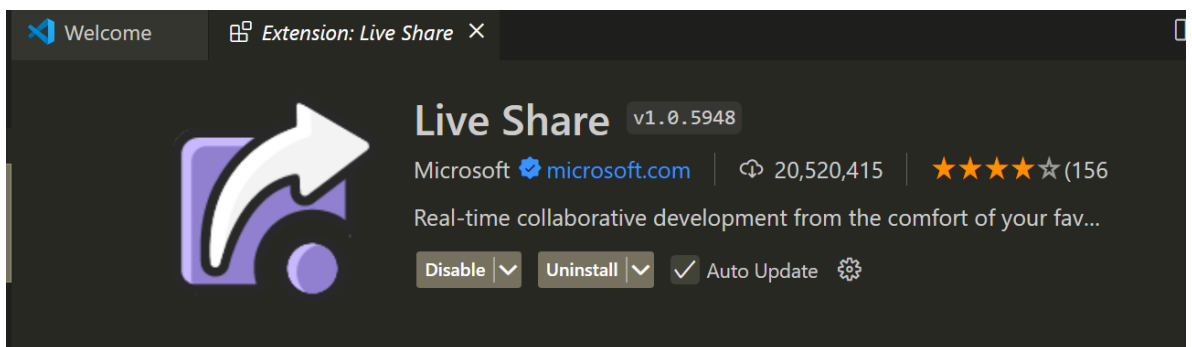 Welcome Extension: Live Share
Live Share v1.0.5948
Microsoft microsoft.com 20,520,415 (156
Real-time collaborative development from the comfort of your fav...
Disable Uninstall Auto Update